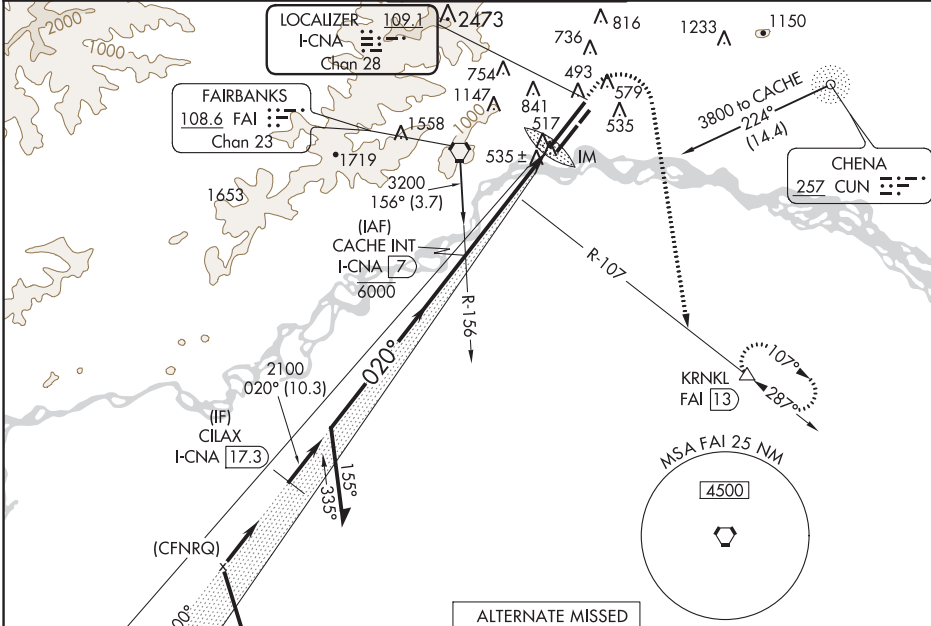 2000
1000
LOCALIZER 109.1
I-CNA
Chan 28
2473
816
736
1233
1150
754
493
1147
841
579
535
FAIRBANKS
108.6 FAI
Chan 23
1558
1000
517
535 ±
IM
3800 to CACHE
224°
(14.4)
CHENA
257 CUN
1719
1653
3200
156° (3.7)
(IAF)
CACHE INT
I-CNA 7
6000
R-156
R-107
020°
2100
020° (10.3)
(IF)
CILAX
I-CNA 17.3
155°
335°
KRNKL
FAI 13
107°
287°
MSA FAI 25 NM
4500
(CFNRQ)
ALTERNATE MISSED